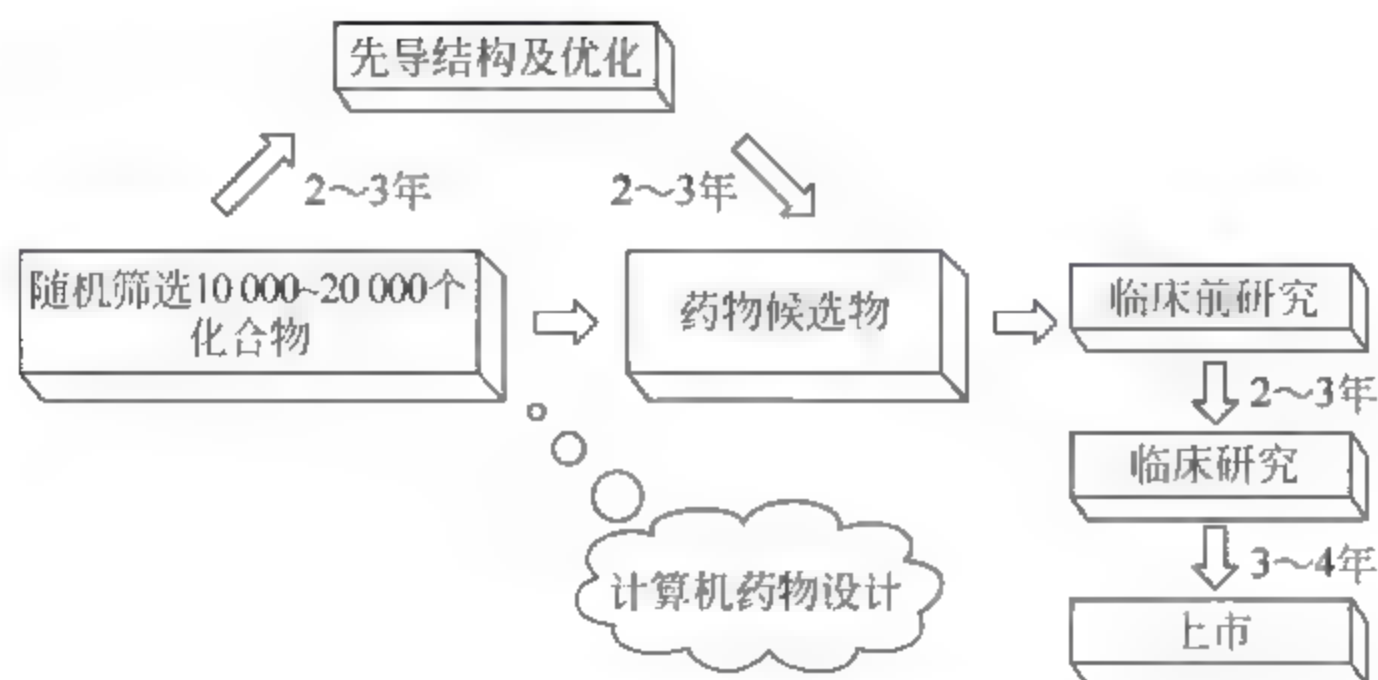 先导结构及优化
2～3年
2～3年
随机筛选10 000~20 000个
化合物
药物候选物
临床前研究
2～3年
临床研究
3～4年
计算机药物设计
上市